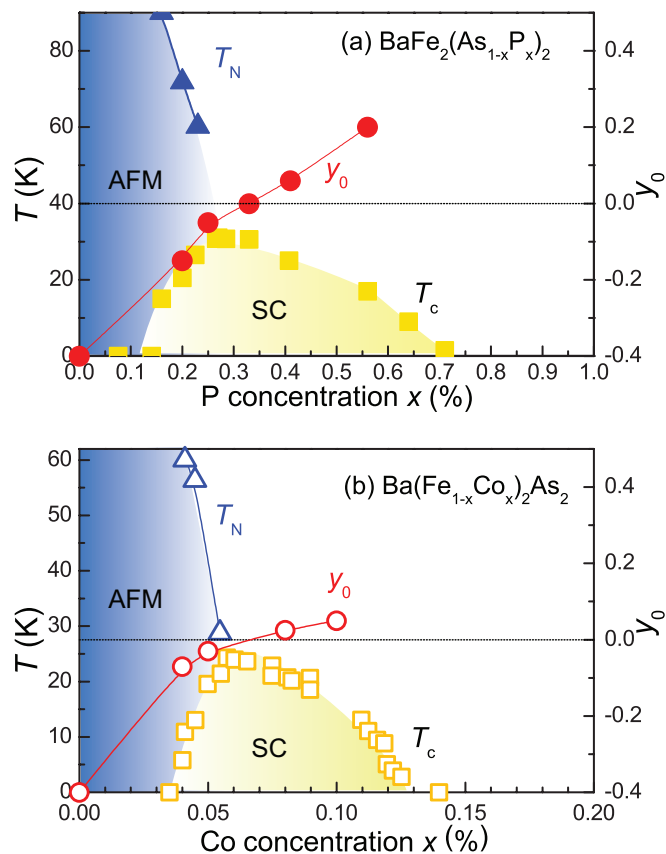 (a) BaFe₂(As₁₋ₓPₓ)₂
T_N
AFM
y₀
SC
T_c
T (K)
80
60
40
20
0
y₀
0.4
0.2
0.0
-0.2
-0.4
0.0 0.1 0.2 0.3 0.4 0.5 0.6 0.7 0.8 0.9 1.0
P concentration x (%)
(b) Ba(Fe₁₋ₓCoₓ)₂As₂
T_N
AFM
y₀
SC
T_c
T (K)
60
50
40
30
20
10
0
y₀
0.4
0.2
0.0
-0.2
-0.4
0.00 0.05 0.10 0.15 0.20
Co concentration x (%)